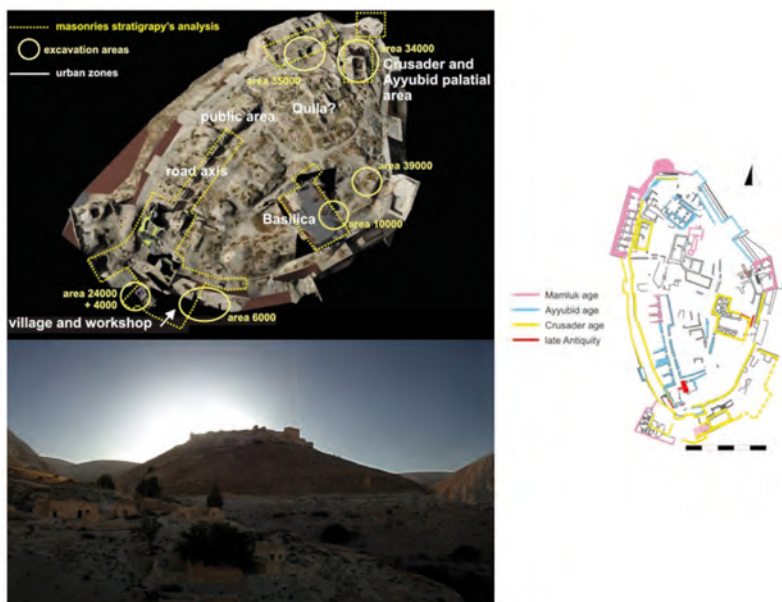 masonries stratigrapy's analysis
excavation areas
urban zones
area 34000
Crusader and
Ayyubid palatial
area
area 35000
Qulla?
public area
road axis
area 39000
Basilica
area 10000
area 24000
+ 4000
village and workshop
area 6000
Mamluk age
Ayyubid age
Crusader age
late Antiquity